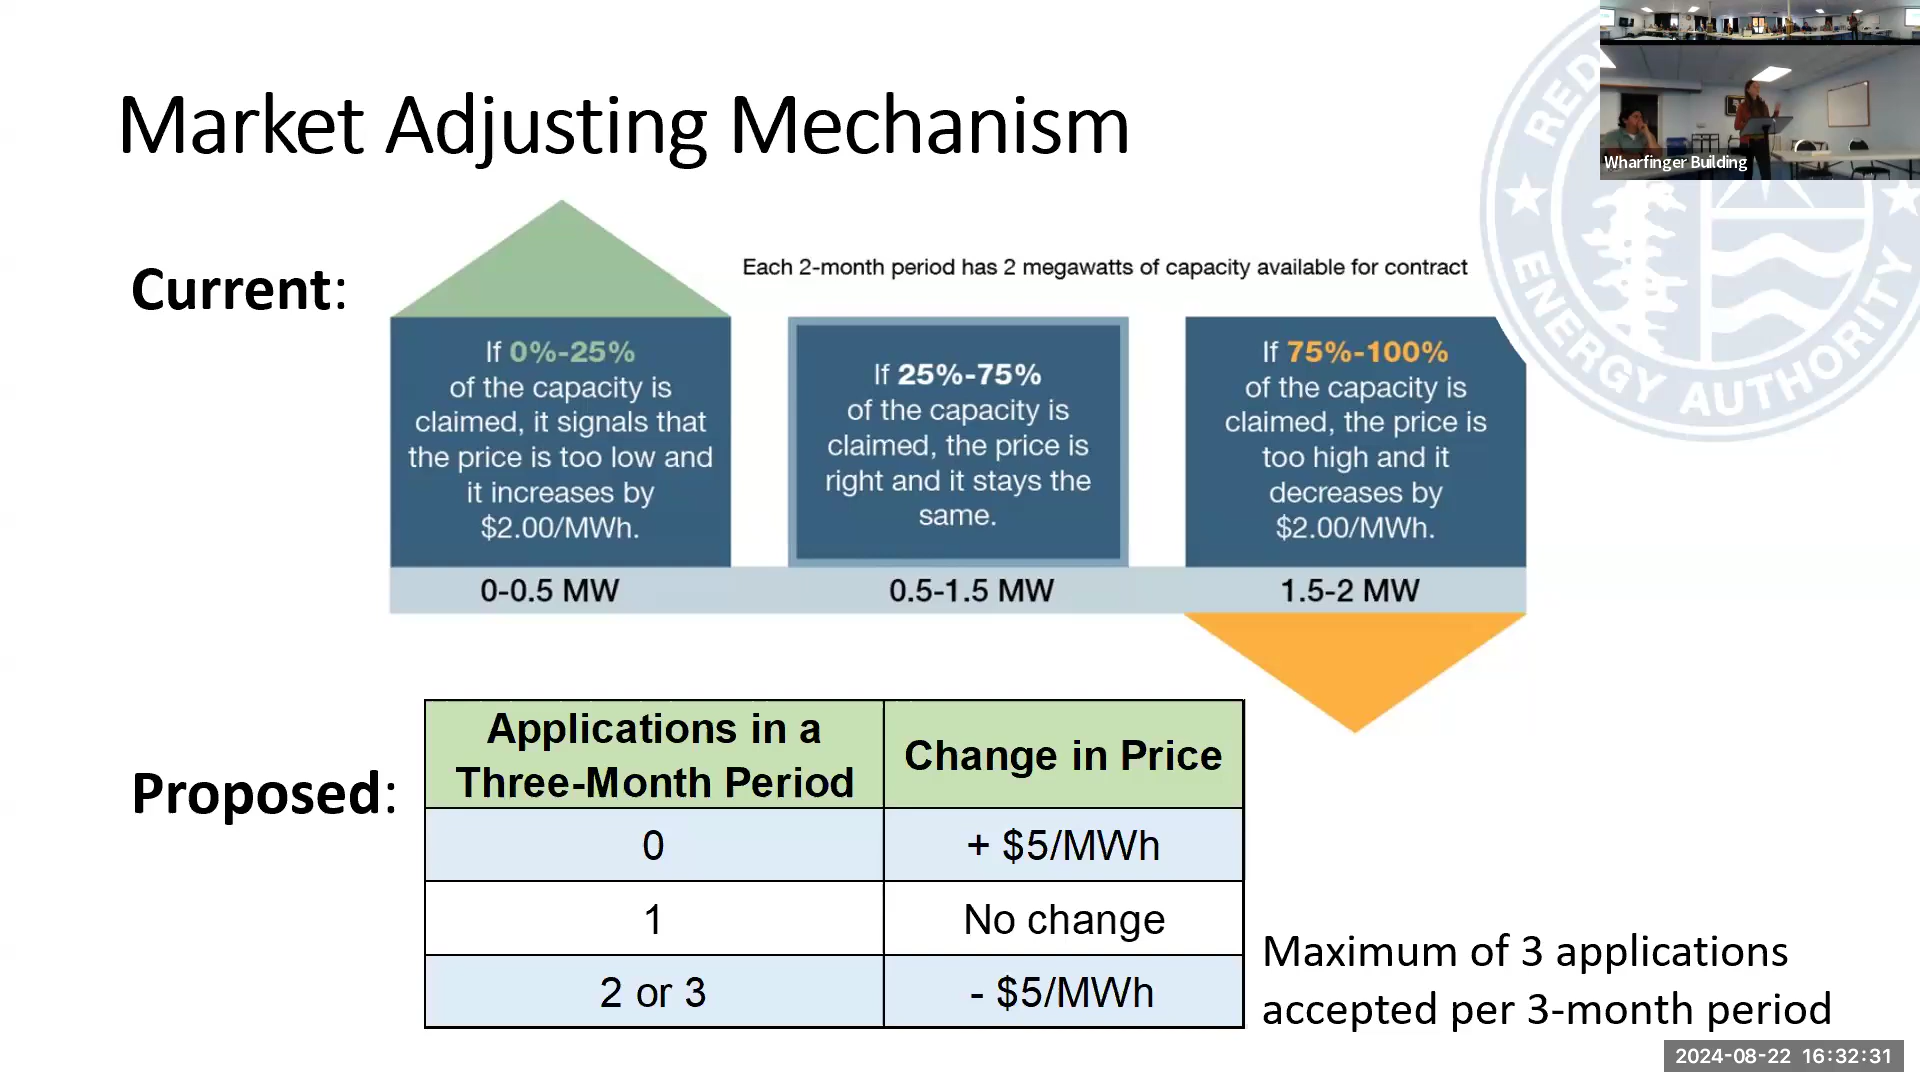 Market Adjusting Mechanism
Wharfinger Building
Current:
Each 2-month period has 2 megawatts of capacity available for contract
If 0%-25%
of the capacity is
claimed, it signals that
the price is too low and
it increases by
$2.00/MWh.
If 25%-75%
of the capacity is
claimed, the price is
right and it stays the
same.
If 75%-100%
of the capacity is
claimed, the price is
too high and it
decreases by
$2.00/MWh.
0-0.5 MW
0.5-1.5 MW
1.5-2 MW
ENERGY AUTHORITY
Proposed:
Applications in a
Three-Month Period
Change in Price
0
+ $5/MWh
1
No change
2 or 3
- $5/MWh
Maximum of 3 applications
accepted per 3-month period
2024-08-22 16:32:31